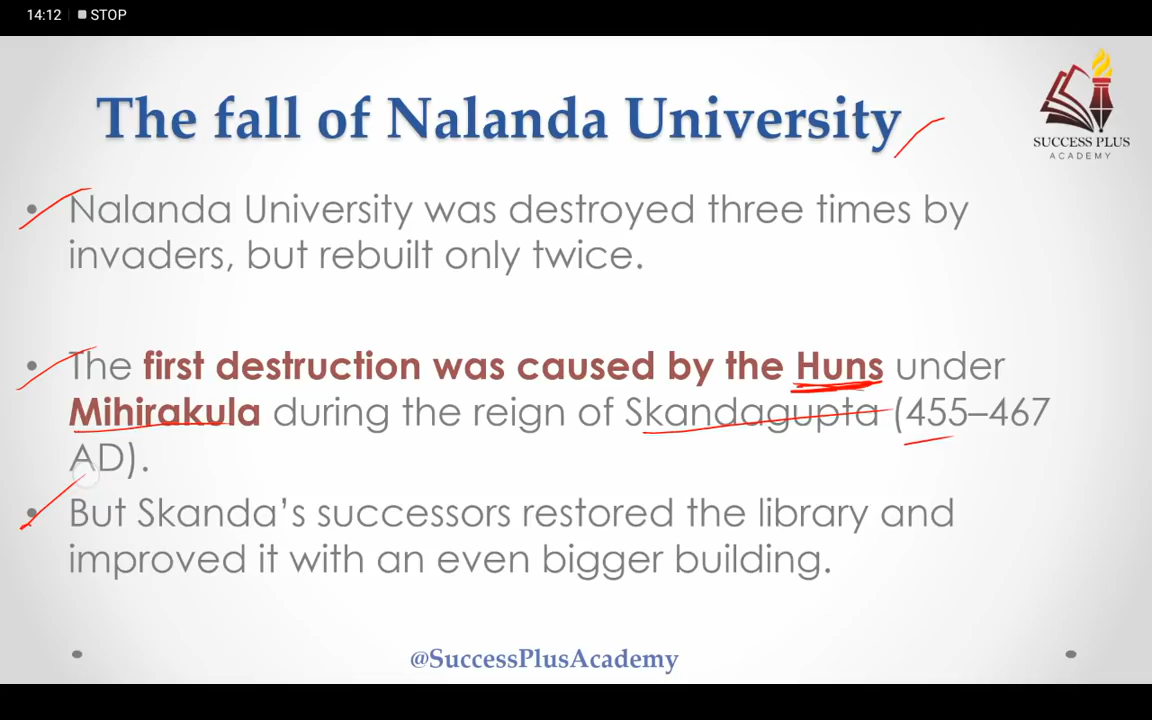 14:12 STOP
The fall of Nalanda University
SUCCESS PLUS
ACADEMY
• Nalanda University was destroyed three times by
invaders, but rebuilt only twice.
• The first destruction was caused by the Huns under
Mihirakula during the reign of Skandagupta (455–467
AD).
• But Skanda’s successors restored the library and
improved it with an even bigger building.
@SuccessPlusAcademy